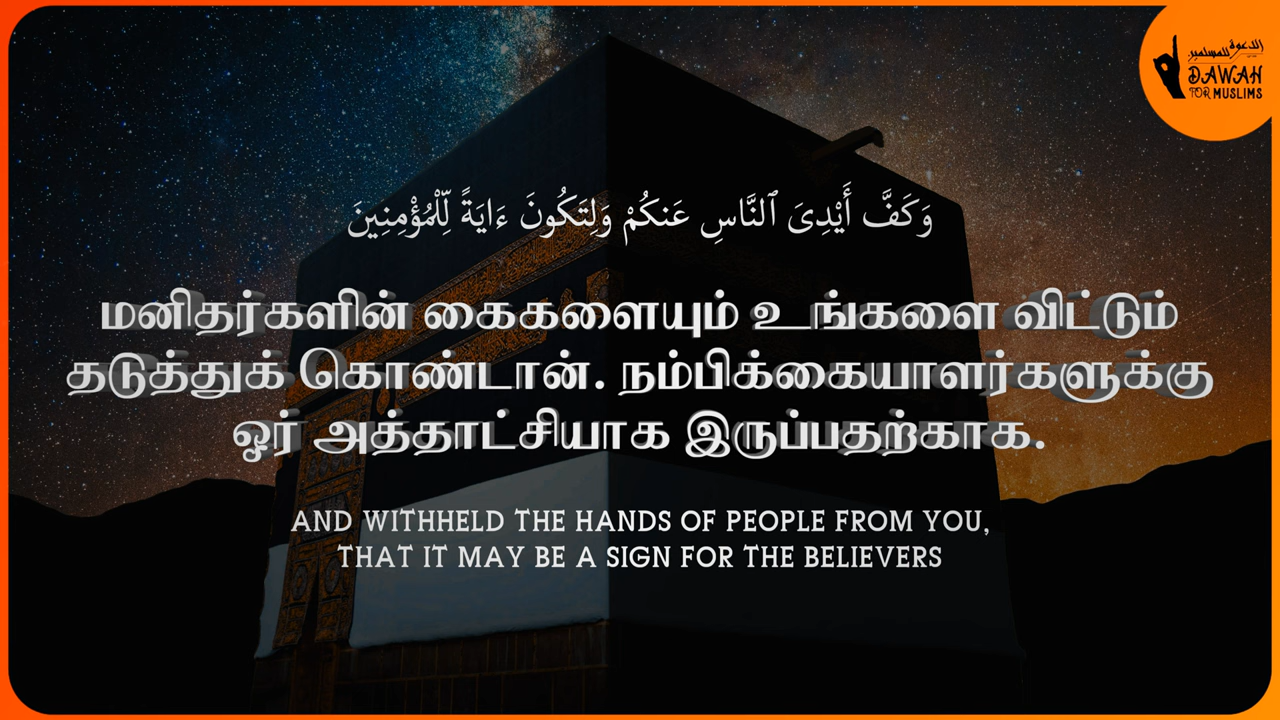 الدعوة للمسلمين
DAWAH
FOR MUSLIMS
وَكَفَّ أَيْدِىَ ٱلنَّاسِ عَنكُمْ وَلِتَكُونَ ءَايَةً لِّلْمُؤْمِنِينَ
மனிதர்களின் கைகளையும் உங்களை விட்டும்
தடுத்துக் கொண்டான். நம்பிக்கையாளர்களுக்கு
ஓர் அத்தாட்சியாக இருப்பதற்காக.
AND WITHHELD THE HANDS OF PEOPLE FROM YOU,
THAT IT MAY BE A SIGN FOR THE BELIEVERS